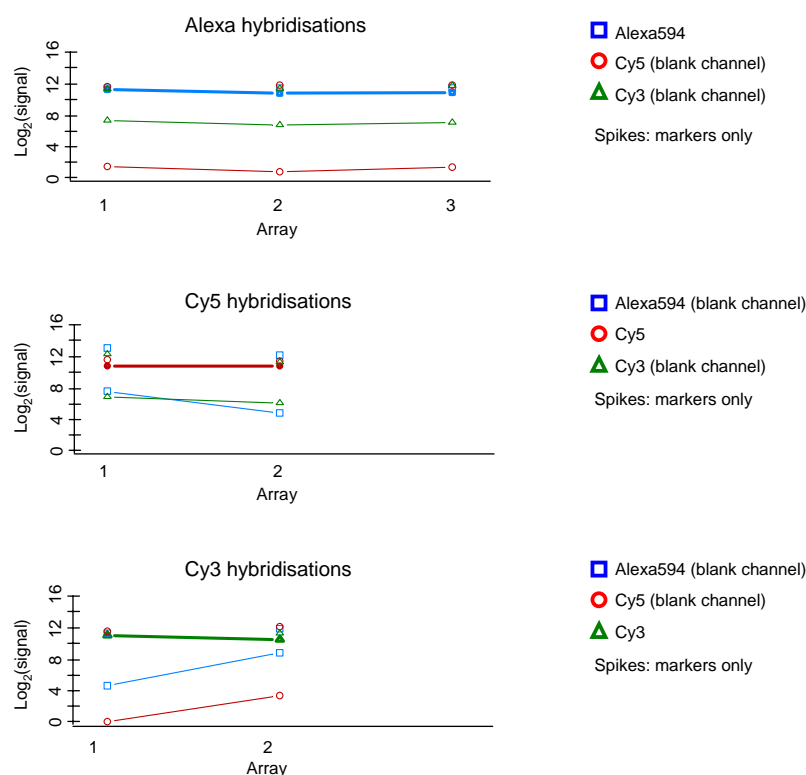 Alexa hybridisations
16
12
8
4
0
Log2(signal)
1 2 3
Array
Alexa594
Cy5 (blank channel)
Cy3 (blank channel)
Spikes: markers only
Cy5 hybridisations
16
12
8
4
0
Log2(signal)
1 2
Array
Alexa594 (blank channel)
Cy5
Cy3 (blank channel)
Spikes: markers only
Cy3 hybridisations
16
12
8
4
0
Log2(signal)
1 2
Array
Alexa594 (blank channel)
Cy5 (blank channel)
Cy3
Spikes: markers only